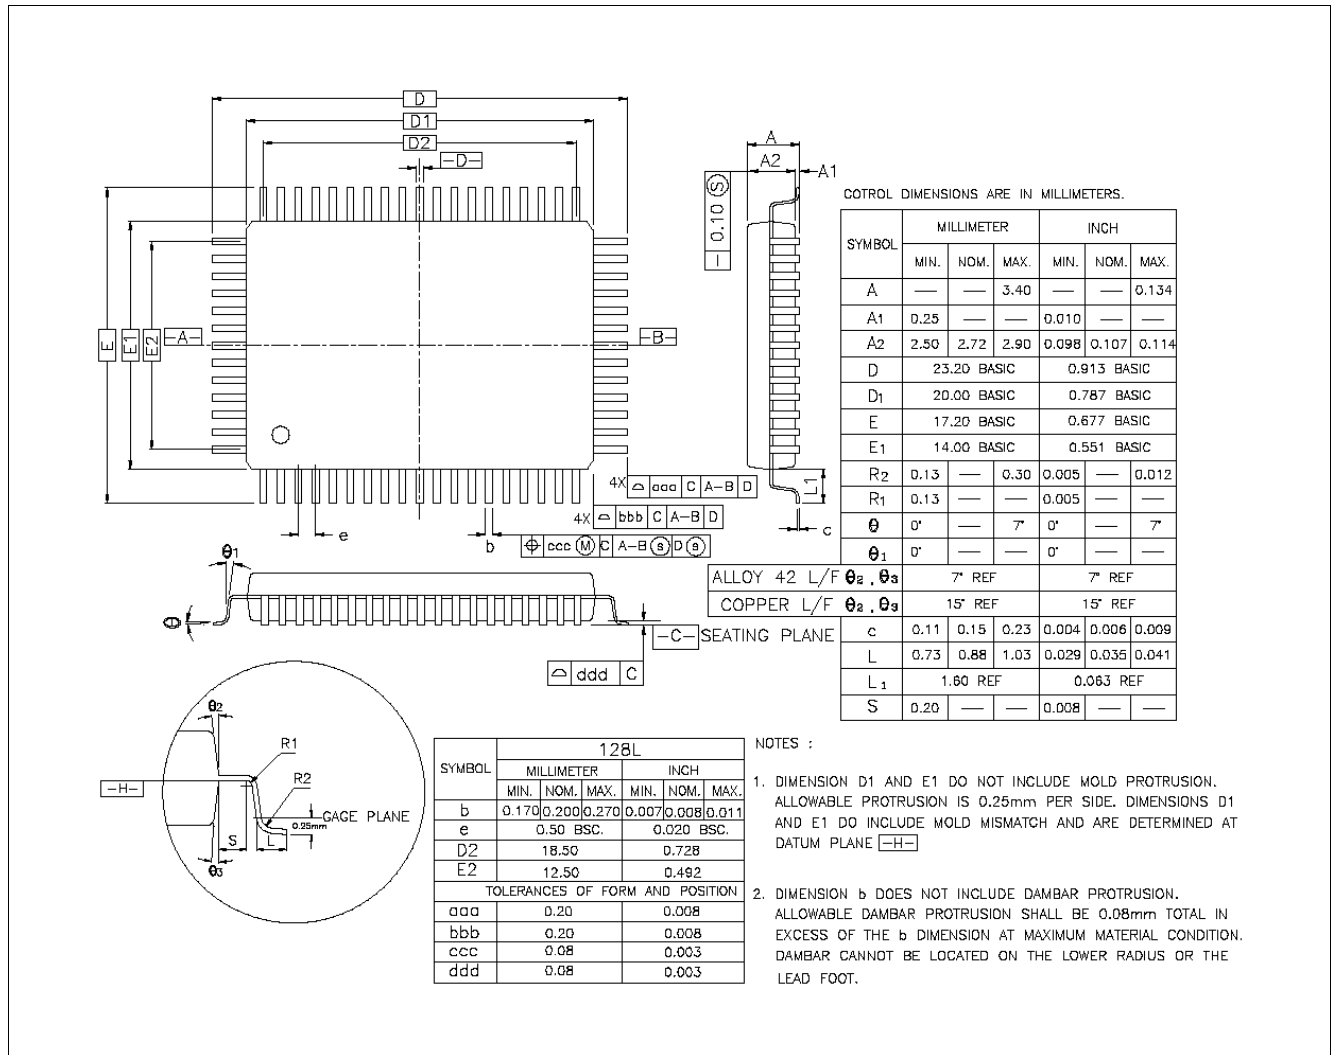 D
D1
D2
-D-
A
A2
A1
0.10 S
COTROL DIMENSIONS ARE IN MILLIMETERS.
SYMBOL MILLIMETER INCH
MIN. NOM. MAX. MIN. NOM. MAX.
A — — 3.40 — — 0.134
A1 0.25 — — 0.010 — —
A2 2.50 2.72 2.90 0.098 0.107 0.114
D 23.20 BASIC 0.913 BASIC
D1 20.00 BASIC 0.787 BASIC
E 17.20 BASIC 0.677 BASIC
E1 14.00 BASIC 0.551 BASIC
R2 0.13 — 0.30 0.005 — 0.012
R1 0.13 — — 0.005 — —
θ 0° — 7° 0° — 7°
θ1 0° — — 0° — —
ALLOY 42 L/F θ2 , θ3 7° REF 7° REF
COPPER L/F θ2 , θ3 15° REF 15° REF
c 0.11 0.15 0.23 0.004 0.006 0.009
L 0.73 0.88 1.03 0.029 0.035 0.041
L1 1.60 REF 0.063 REF
S 0.20 — — 0.008 — —
E
E1
E2
-A-
-B-
L1
c
4X ⌓ aaa C A-B D
4X ⌓ bbb C A-B D
⌖ ccc M C A-B s D s
e
b
θ1
θ
-C- SEATING PLANE
⌓ ddd C
θ2
R1
R2
-H-
GAGE PLANE
0.25mm
S
L
θ3
128L
SYMBOL MILLIMETER INCH
MIN. NOM. MAX. MIN. NOM. MAX.
b 0.170 0.200 0.270 0.007 0.008 0.011
e 0.50 BSC. 0.020 BSC.
D2 18.50 0.728
E2 12.50 0.492
TOLERANCES OF FORM AND POSITION
aaa 0.20 0.008
bbb 0.20 0.008
ccc 0.08 0.003
ddd 0.08 0.003
NOTES :
1. DIMENSION D1 AND E1 DO NOT INCLUDE MOLD PROTRUSION.
ALLOWABLE PROTRUSION IS 0.25mm PER SIDE. DIMENSIONS D1
AND E1 DO INCLUDE MOLD MISMATCH AND ARE DETERMINED AT
DATUM PLANE -H-
2. DIMENSION b DOES NOT INCLUDE DAMBAR PROTRUSION.
ALLOWABLE DAMBAR PROTRUSION SHALL BE 0.08mm TOTAL IN
EXCESS OF THE b DIMENSION AT MAXIMUM MATERIAL CONDITION.
DAMBAR CANNOT BE LOCATED ON THE LOWER RADIUS OR THE
LEAD FOOT.